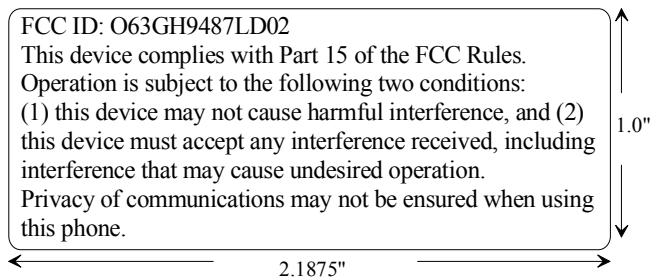 FCC ID: O63GH9487LD02
This device complies with Part 15 of the FCC Rules.
Operation is subject to the following two conditions:
(1) this device may not cause harmful interference, and (2)
this device must accept any interference received, including
interference that may cause undesired operation.
Privacy of communications may not be ensured when using
this phone.
1.0"
2.1875"